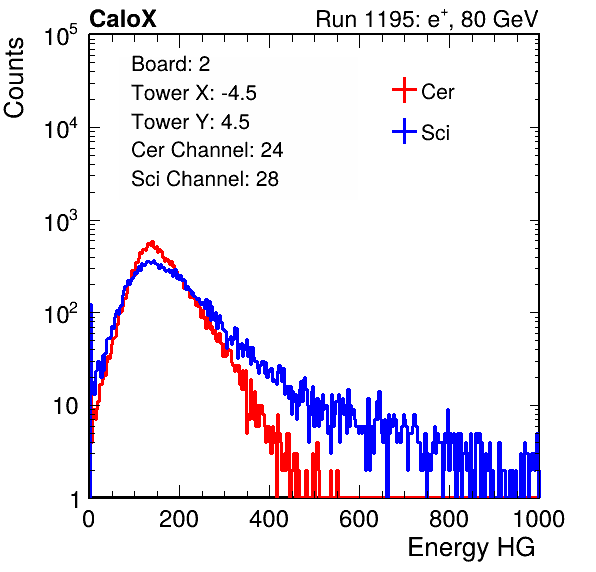 CaloX
Run 1195: e⁺, 80 GeV
Counts
10⁵
10⁴
10³
10²
10
1
Board: 2
Tower X: -4.5
Tower Y: 4.5
Cer Channel: 24
Sci Channel: 28
Cer
Sci
0 200 400 600 800 1000
Energy HG